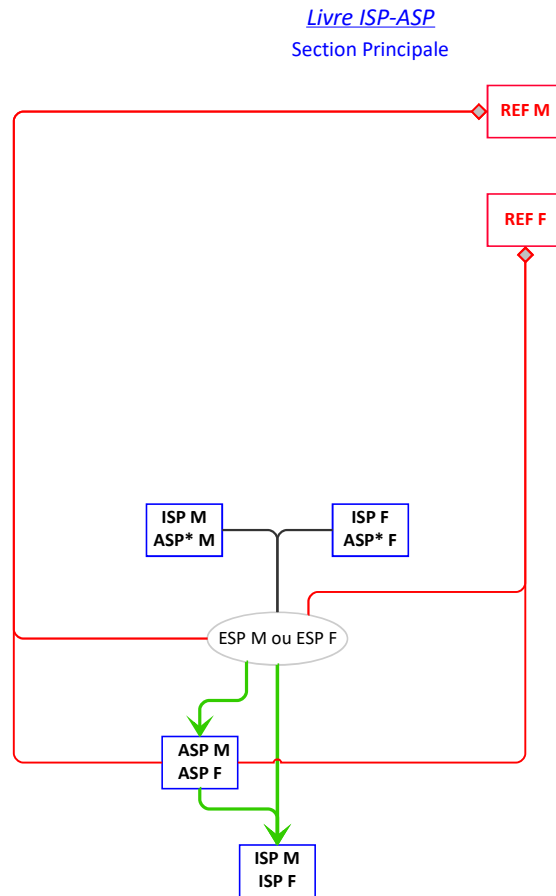 Livre ISP-ASP
Section Principale
REF M
REF F
ISP M
ASP* M
ISP F
ASP* F
ESP M ou ESP F
ASP M
ASP F
ISP M
ISP F